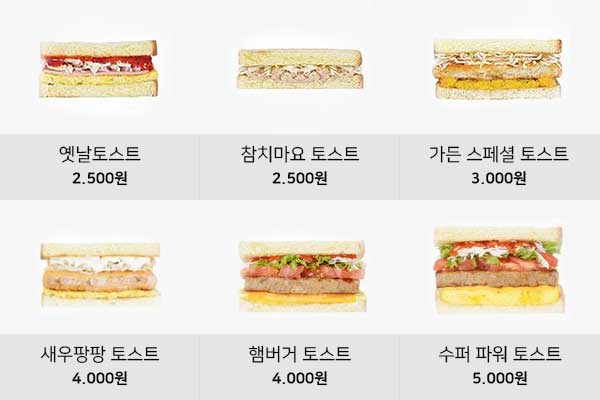 옛날토스트
2.500원
참치마요 토스트
2.500원
가든 스페셜 토스트
3.000원
새우팡팡 토스트
4.000원
햄버거 토스트
4.000원
수퍼 파워 토스트
5.000원